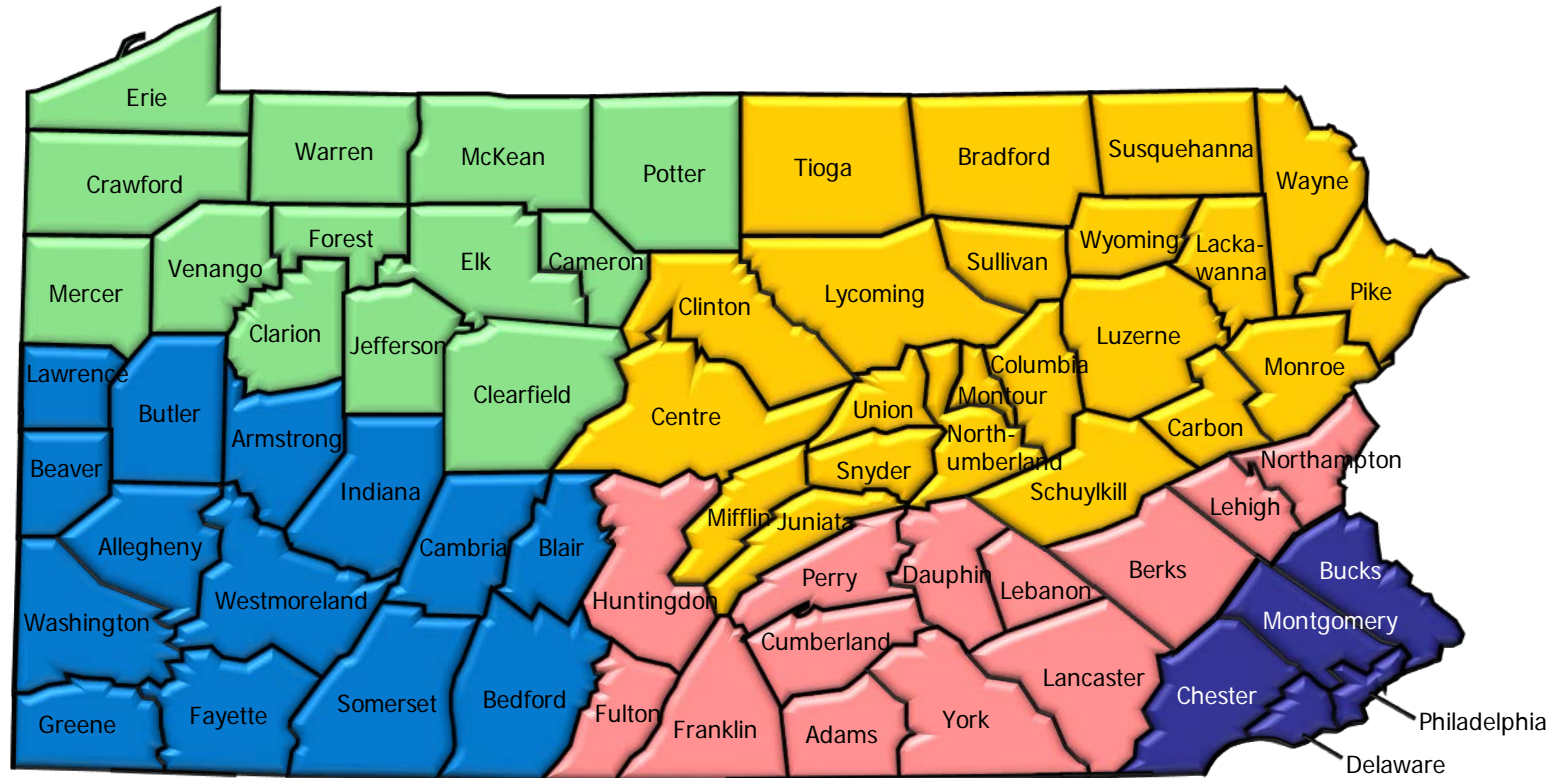 Erie
Warren
McKean
Potter
Tioga
Bradford
Susquehanna
Wayne
Crawford
Forest
Venango
Elk
Cameron
Mercer
Clarion
Jefferson
Clinton
Lycoming
Sullivan
Wyoming
Lacka-
wanna
Pike
Luzerne
Columbia
Monroe
Lawrence
Butler
Armstrong
Clearfield
Centre
Union
Montour
Carbon
Beaver
Indiana
Snyder
North-
umberland
Schuylkill
Northampton
Lehigh
Allegheny
Cambria
Blair
Mifflin
Juniata
Washington
Westmoreland
Huntingdon
Perry
Dauphin
Lebanon
Berks
Bucks
Montgomery
Cumberland
Lancaster
Chester
Greene
Fayette
Somerset
Bedford
Fulton
Franklin
Adams
York
Philadelphia
Delaware